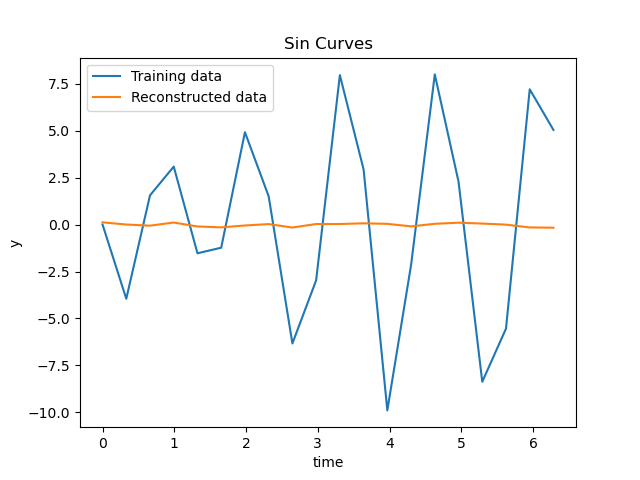 Sin Curves
Training data
Reconstructed data
7.5
5.0
2.5
0.0
−2.5
−5.0
−7.5
−10.0
y
0 1 2 3 4 5 6
time